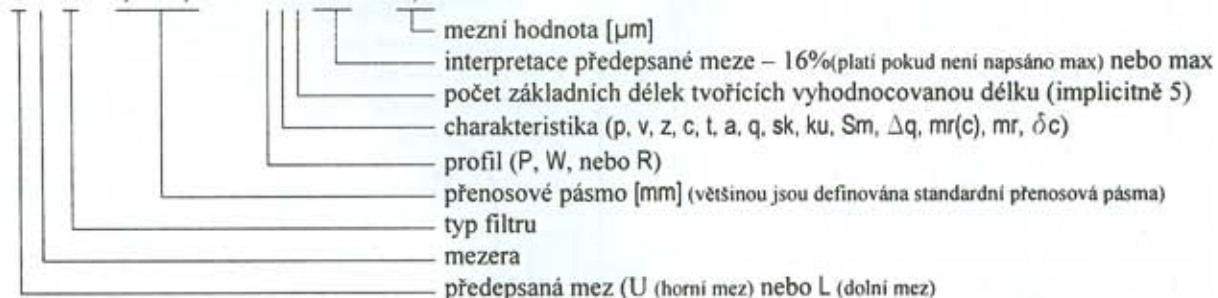 mezní hodnota [µm]
interpretace předepsané meze – 16%(platí pokud není napsáno max) nebo max
počet základních délek tvořících vyhodnocovanou délku (implicitně 5)
charakteristika (p, v, z, c, t, a, q, sk, ku, Sm, Δq, mr(c), mr, δc)
profil (P, W, nebo R)
přenosové pásmo [mm] (většinou jsou definována standardní přenosová pásma)
typ filtru
mezera
předepsaná mez (U (horní mez) nebo L (dolní mez)